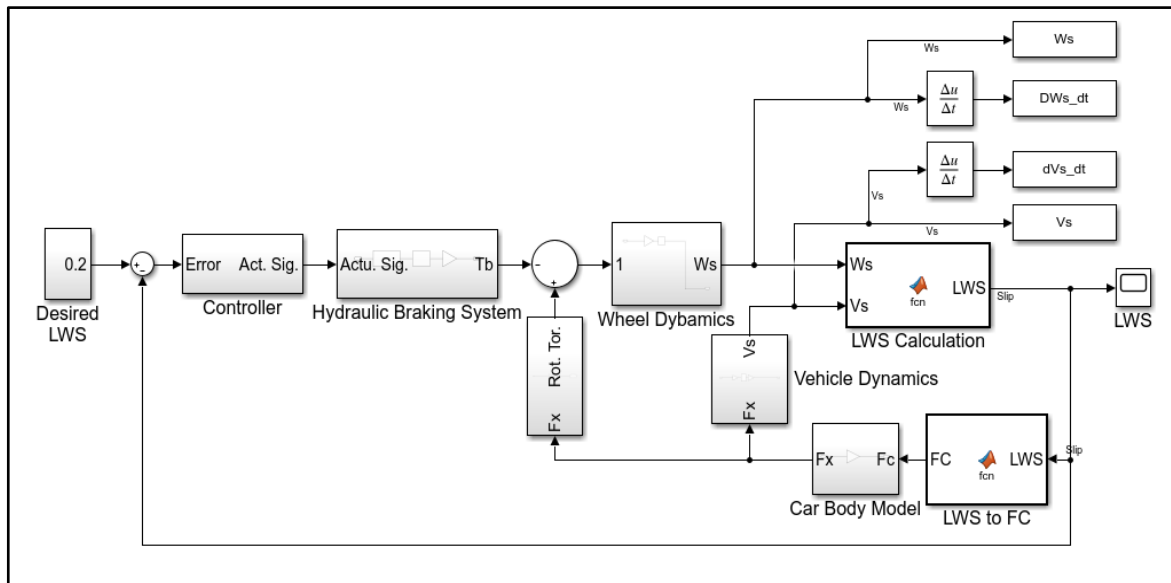 Ws
Ws
Ws
Δu
Δt
DWs_dt
Δu
Δt
dVs_dt
Vs
Vs
Vs
0.2
Desired
LWS
+
-
Error
Act. Sig.
Controller
Actu. Sig.
Tb
Hydraulic Braking System
-
+
1
Ws
Wheel Dybamics
Ws
Vs
fcn
LWS
LWS Calculation
Slip
LWS
Rot. Tor.
Fx
Vs
Fx
Vehicle Dynamics
Fx
Fc
Car Body Model
FC
fcn
LWS
LWS to FC
Slip